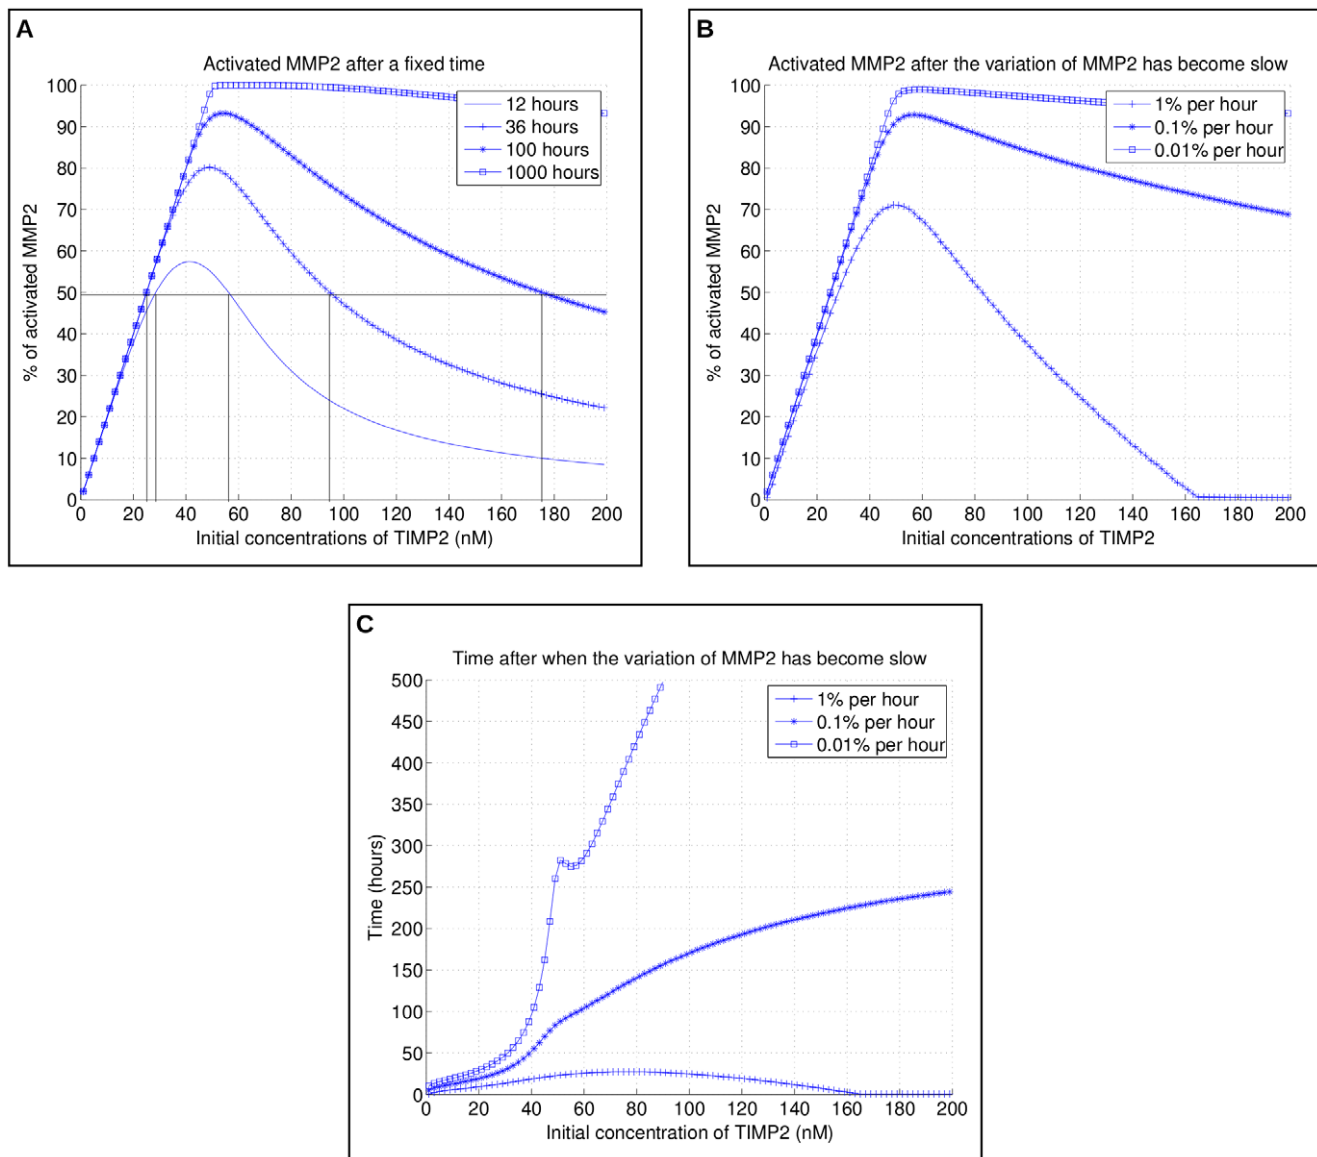 A
Activated MMP2 after a fixed time
100
90
80
70
60
50
40
30
20
10
0
% of activated MMP2
12 hours
36 hours
100 hours
1000 hours
0 20 40 60 80 100 120 140 160 180 200
Initial concentrations of TIMP2 (nM)
B
Activated MMP2 after the variation of MMP2 has become slow
100
90
80
70
60
50
40
30
20
10
0
% of activated MMP2
1% per hour
0.1% per hour
0.01% per hour
0 20 40 60 80 100 120 140 160 180 200
Initial concentrations of TIMP2
C
Time after when the variation of MMP2 has become slow
500
450
400
350
300
250
200
150
100
50
0
Time (hours)
1% per hour
0.1% per hour
0.01% per hour
0 20 40 60 80 100 120 140 160 180 200
Initial concentration of TIMP2 (nM)